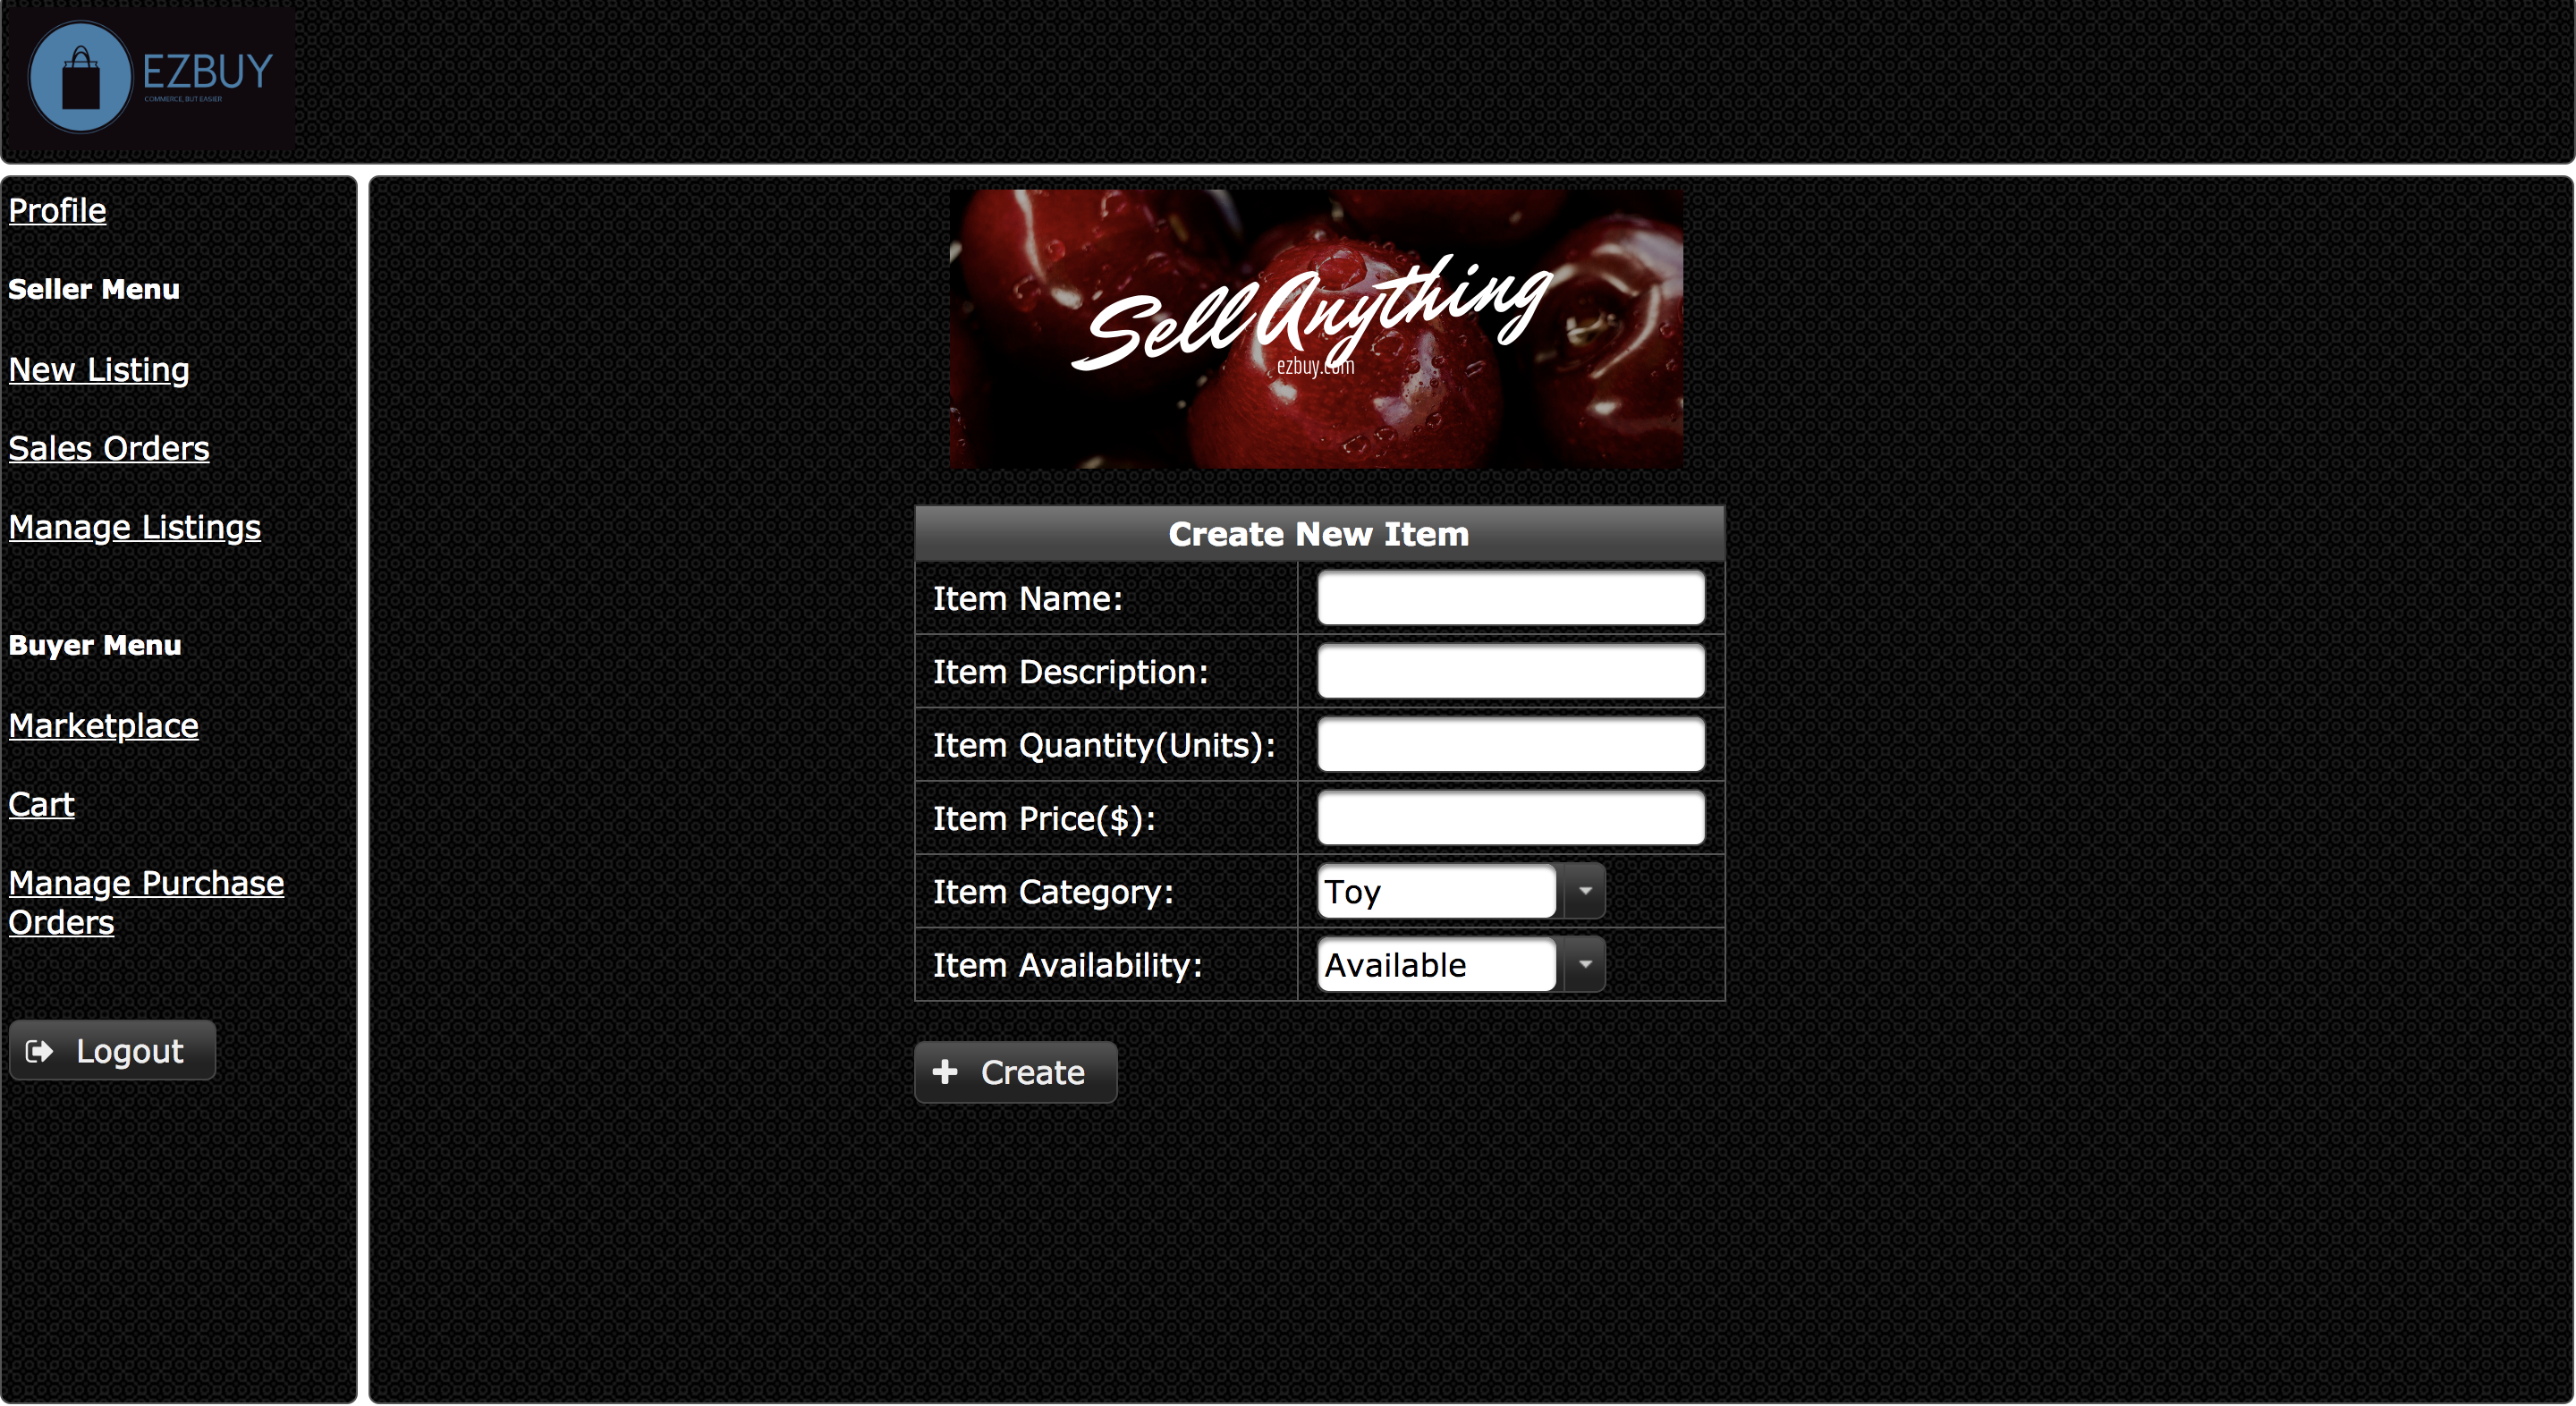 EZBUY
COMMERCE, BUT EASIER
Profile
Seller Menu
New Listing
Sales Orders
Manage Listings
Buyer Menu
Marketplace
Cart
Manage Purchase
Orders
Logout
Sell Anything
ezbuy.com
Create New Item
Item Name:
Item Description:
Item Quantity(Units):
Item Price($):
Item Category: Toy
Item Availability: Available
Create